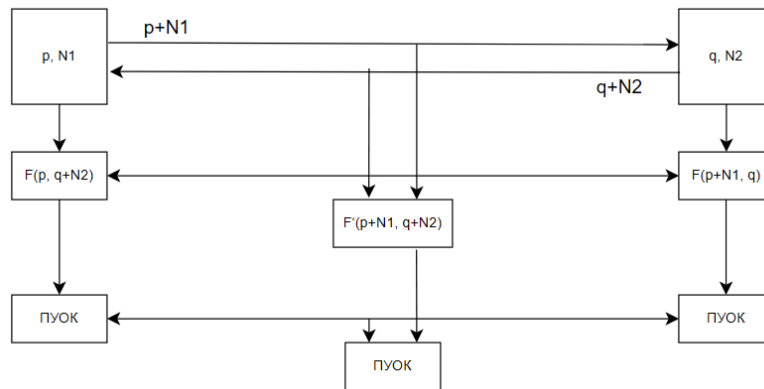 p+N1
p, N1
q, N2
q+N2
F(p, q+N2)
F(p+N1, q)
F'(p+N1, q+N2)
ПУОК
ПУОК
ПУОК